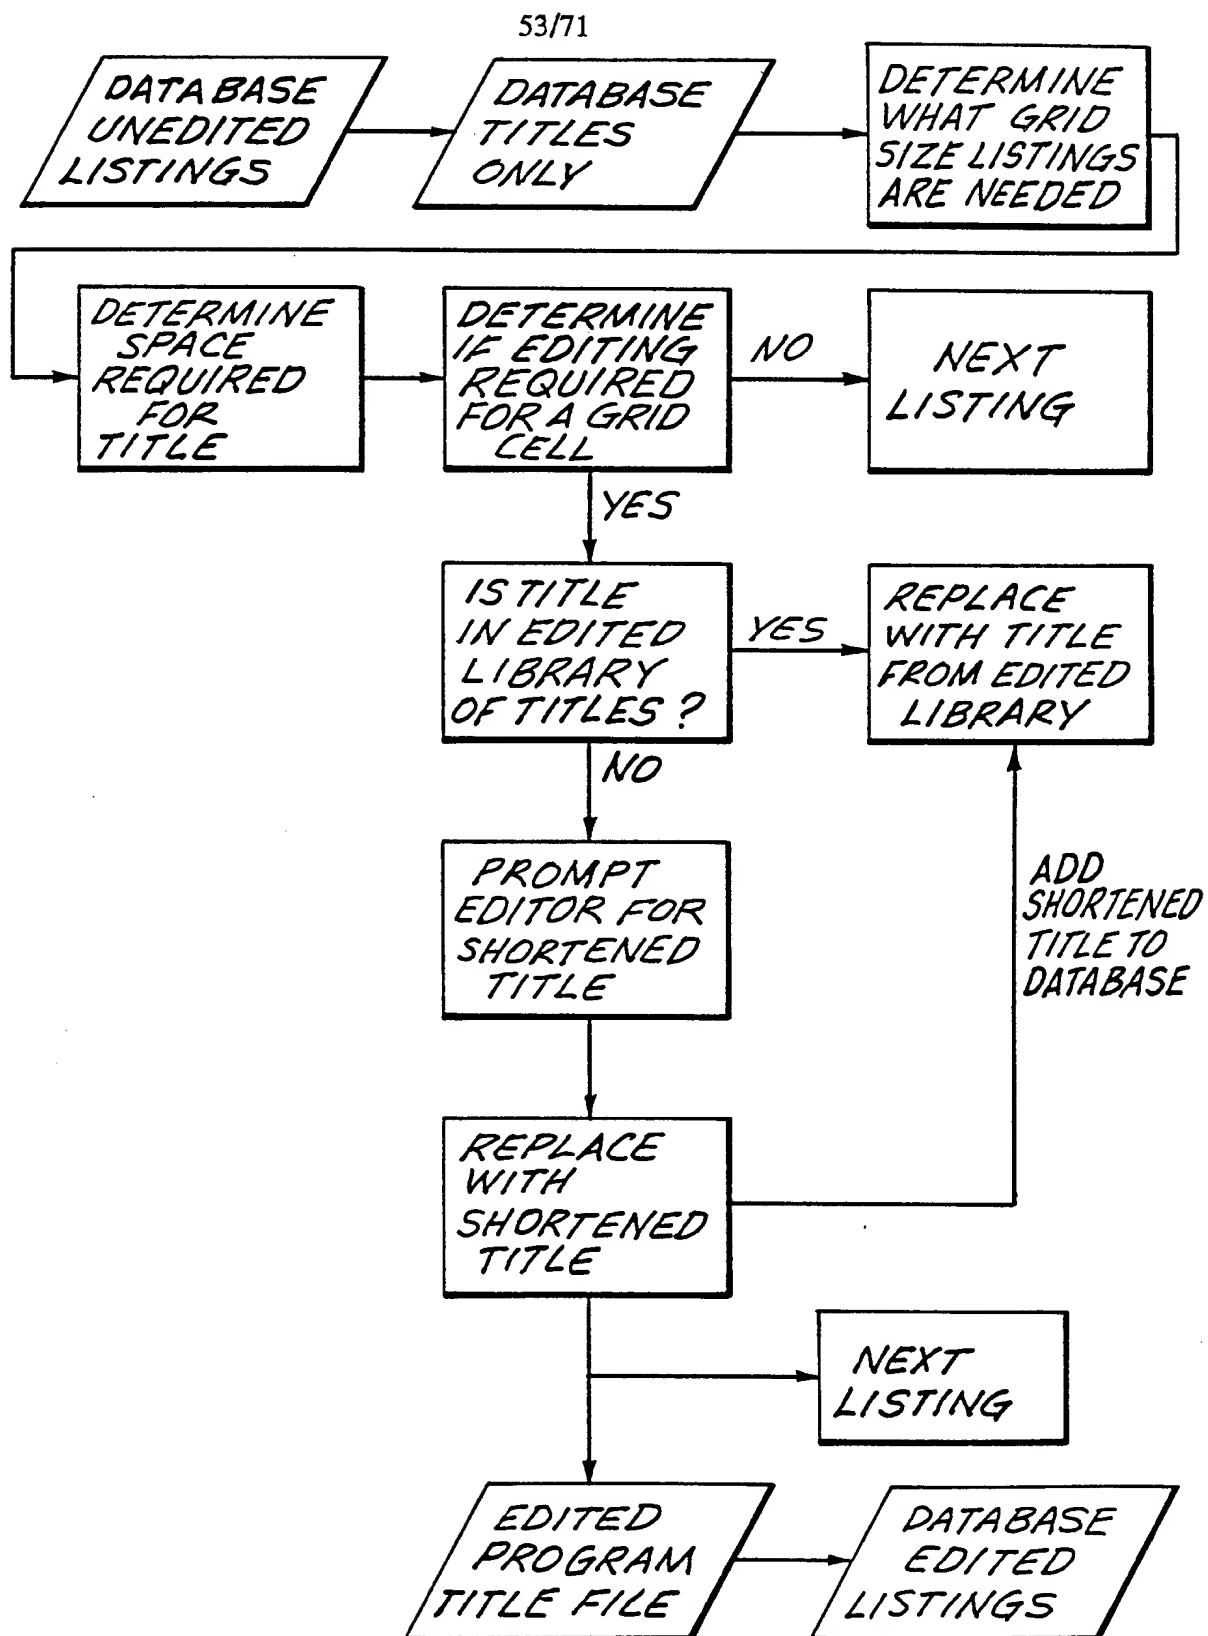 53/71
DATABASE
UNEDITED
LISTINGS
DATABASE
TITLES
ONLY
DETERMINE
WHAT GRID
SIZE LISTINGS
ARE NEEDED
DETERMINE
SPACE
REQUIRED
FOR
TITLE
DETERMINE
IF EDITING
REQUIRED
FOR A GRID
CELL
NO
NEXT
LISTING
YES
IS TITLE
IN EDITED
LIBRARY
OF TITLES?
YES
REPLACE
WITH TITLE
FROM EDITED
LIBRARY
NO
PROMPT
EDITOR FOR
SHORTENED
TITLE
ADD
SHORTENED
TITLE TO
DATABASE
REPLACE
WITH
SHORTENED
TITLE
NEXT
LISTING
EDITED
PROGRAM
TITLE FILE
DATABASE
EDITED
LISTINGS